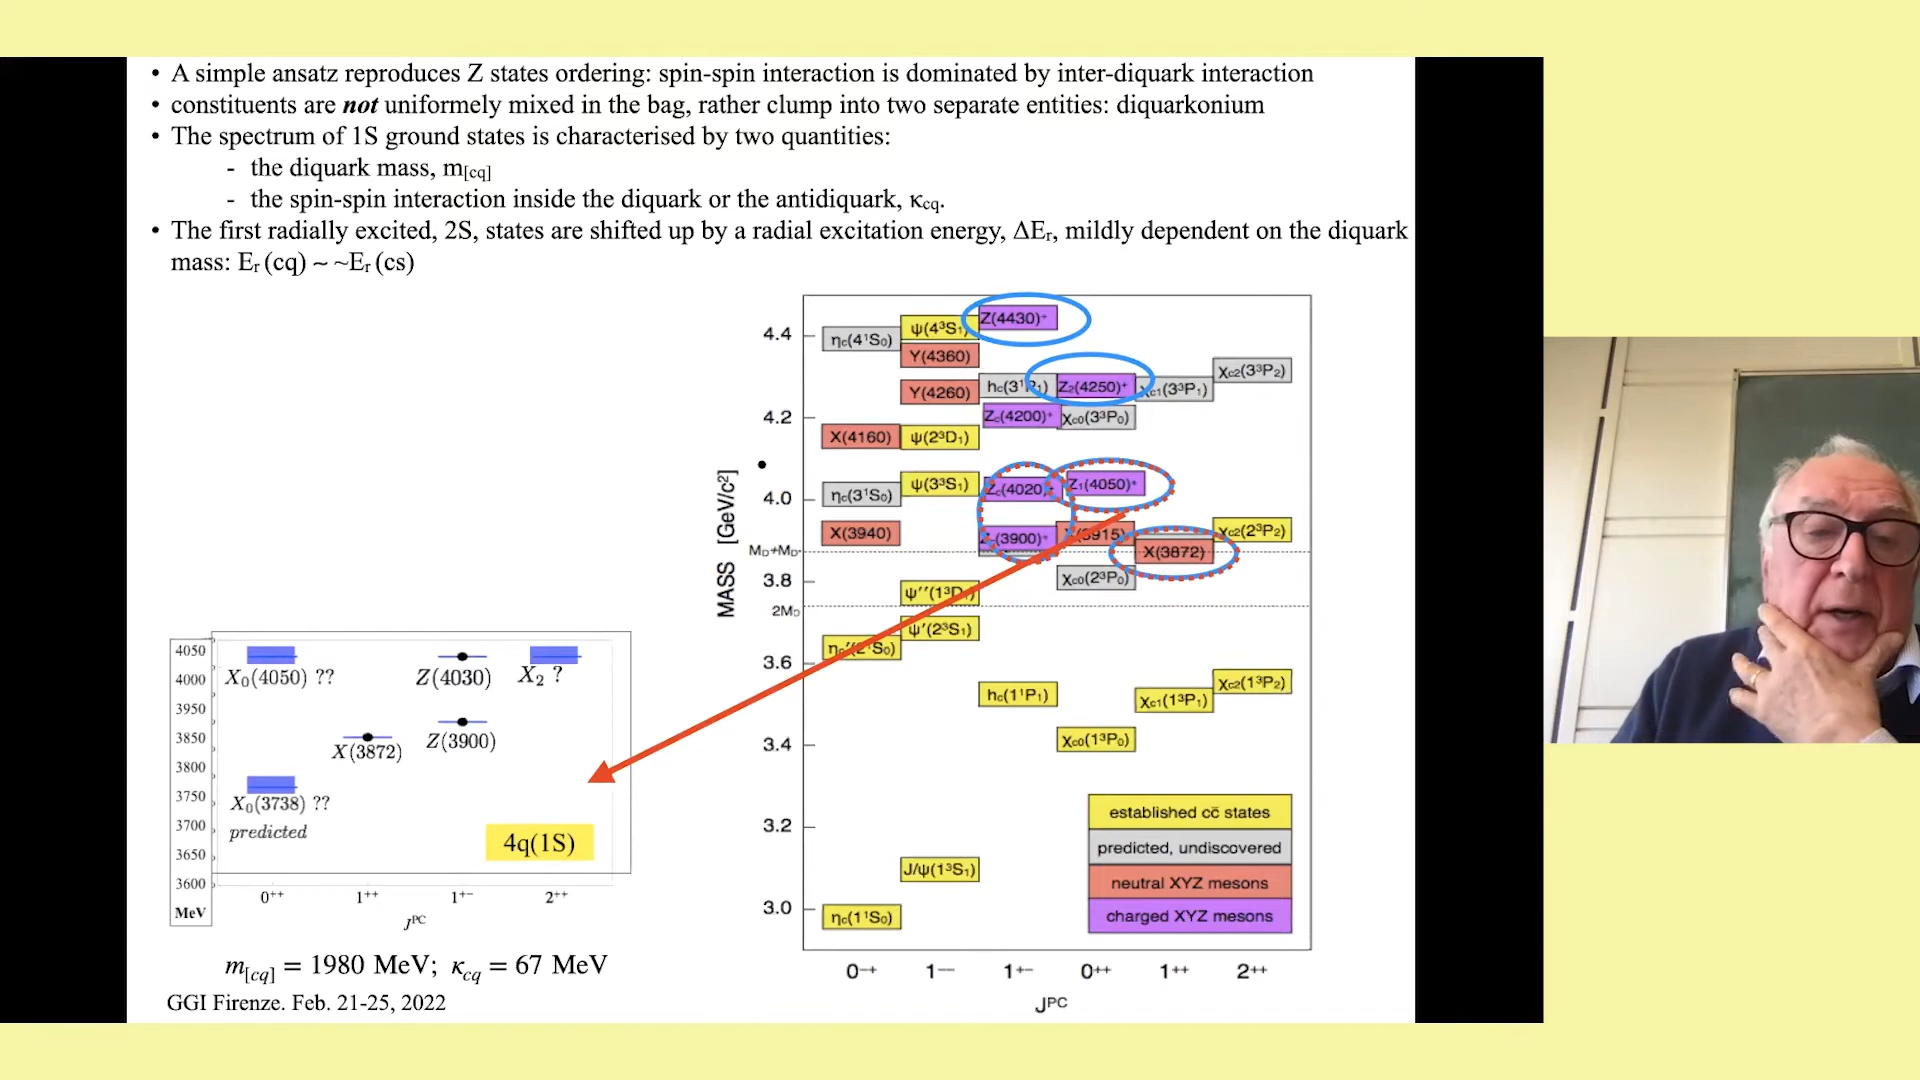 • A simple ansatz reproduces Z states ordering: spin-spin interaction is dominated by inter-diquark interaction
• constituents are not uniformely mixed in the bag, rather clump into two separate entities: diquarkonium
• The spectrum of 1S ground states is characterised by two quantities:
- the diquark mass, m[cq]
- the spin-spin interaction inside the diquark or the antidiquark, κcq.
• The first radially excited, 2S, states are shifted up by a radial excitation energy, ΔEr, mildly dependent on the diquark
mass: Er (cq) ~ ~Er (cs)
4050
4000
3950
3850
3800
3750
3700
3650
3600
MeV
X0(4050) ??
Z(4030)
X2 ?
X(3872)
Z(3900)
X0(3738) ??
predicted
4q(1S)
0++
1++
1+-
2++
JPC
m[cq] = 1980 MeV; κcq = 67 MeV
GGI Firenze. Feb. 21-25, 2022
MASS [GeV/c²]
4.4
4.2
4.0
MD+MD*
3.8
2MD
3.6
3.4
3.2
3.0
Z(4430)+
ηc(4¹S0)
ψ(4³S1)
Y(4360)
Y(4260)
hc(3¹P1)
Z2(4250)+
χc1(3³P1)
χc2(3³P2)
Zc(4200)+
χc0(3³P0)
X(4160)
ψ(2³D1)
ηc(3¹S0)
ψ(3³S1)
Zc(4020)
Z1(4050)+
X(3940)
Zc(3900)+
X(3915)
X(3872)
χc2(2³P2)
χc0(2³P0)
ψ′′(1³D1)
ψ′(2³S1)
ηc′(2¹S0)
hc(1¹P1)
χc1(1³P1)
χc2(1³P2)
χc0(1³P0)
J/ψ(1³S1)
ηc(1¹S0)
established cc̄ states
predicted, undiscovered
neutral XYZ mesons
charged XYZ mesons
0-+
1--
1+-
0++
1++
2++
JPC